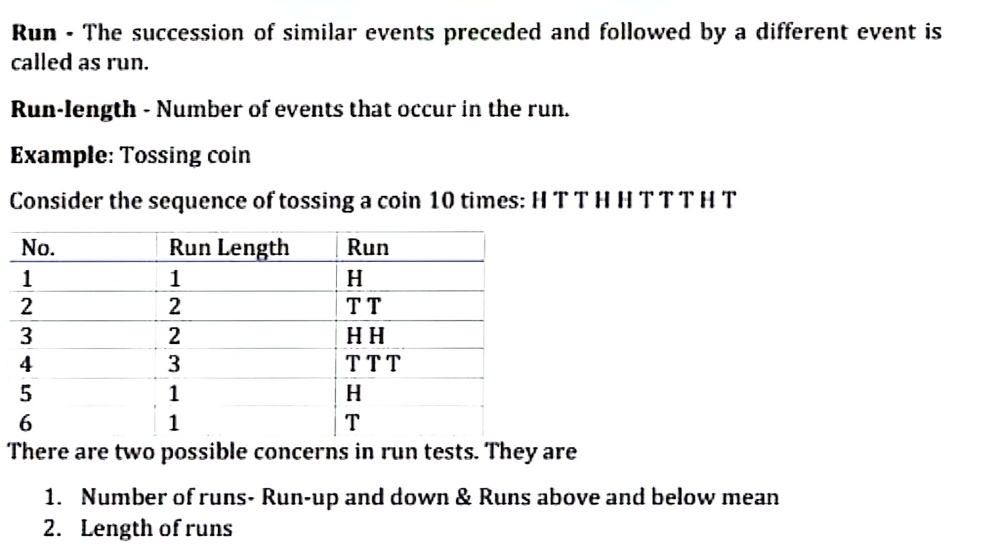 Run - The succession of similar events preceded and followed by a different event is
called as run.
Run-length - Number of events that occur in the run.
Example: Tossing coin
Consider the sequence of tossing a coin 10 times: H T T H H T T T H T
No. Run Length Run
1 1 H
2 2 T T
3 2 H H
4 3 T T T
5 1 H
6 1 T
There are two possible concerns in run tests. They are
1. Number of runs- Run-up and down & Runs above and below mean
2. Length of runs